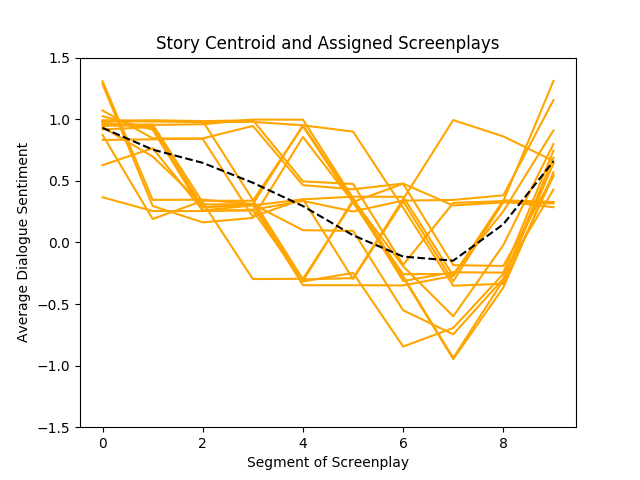 Story Centroid and Assigned Screenplays
1.5
1.0
0.5
0.0
−0.5
−1.0
−1.5
Average Dialogue Sentiment
0 2 4 6 8
Segment of Screenplay